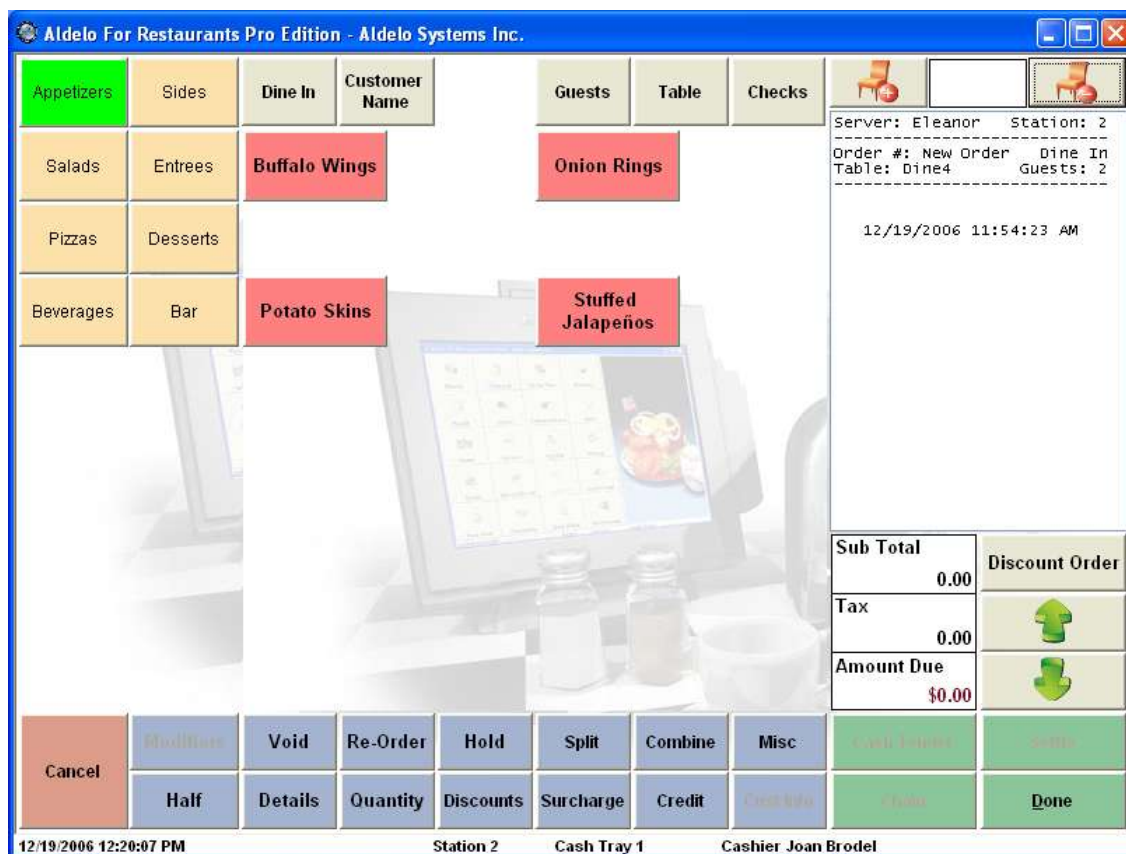 Aldelo For Restaurants Pro Edition - Aldelo Systems Inc.
Appetizers
Sides
Dine In
Customer
Name
Guests
Table
Checks
Server: Eleanor Station: 2
Order #: New Order Dine In
Table: Dine4 Guests: 2
12/19/2006 11:54:23 AM
Salads
Entrees
Buffalo Wings
Onion Rings
Pizzas
Desserts
Beverages
Bar
Potato Skins
Stuffed
Jalapeños
Sub Total
0.00
Discount Order
Tax
0.00
Amount Due
$0.00
Cancel
Modifiers
Void
Re-Order
Hold
Split
Combine
Misc
Settle
Half
Details
Quantity
Discounts
Surcharge
Credit
Cust Info
Done
12/19/2006 12:20:07 PM Station 2 Cash Tray 1 Cashier Joan Brodel